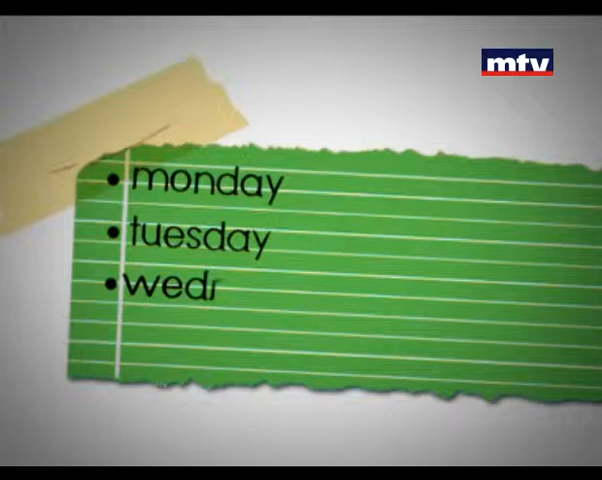 mtv
• monday
• tuesday
• wed